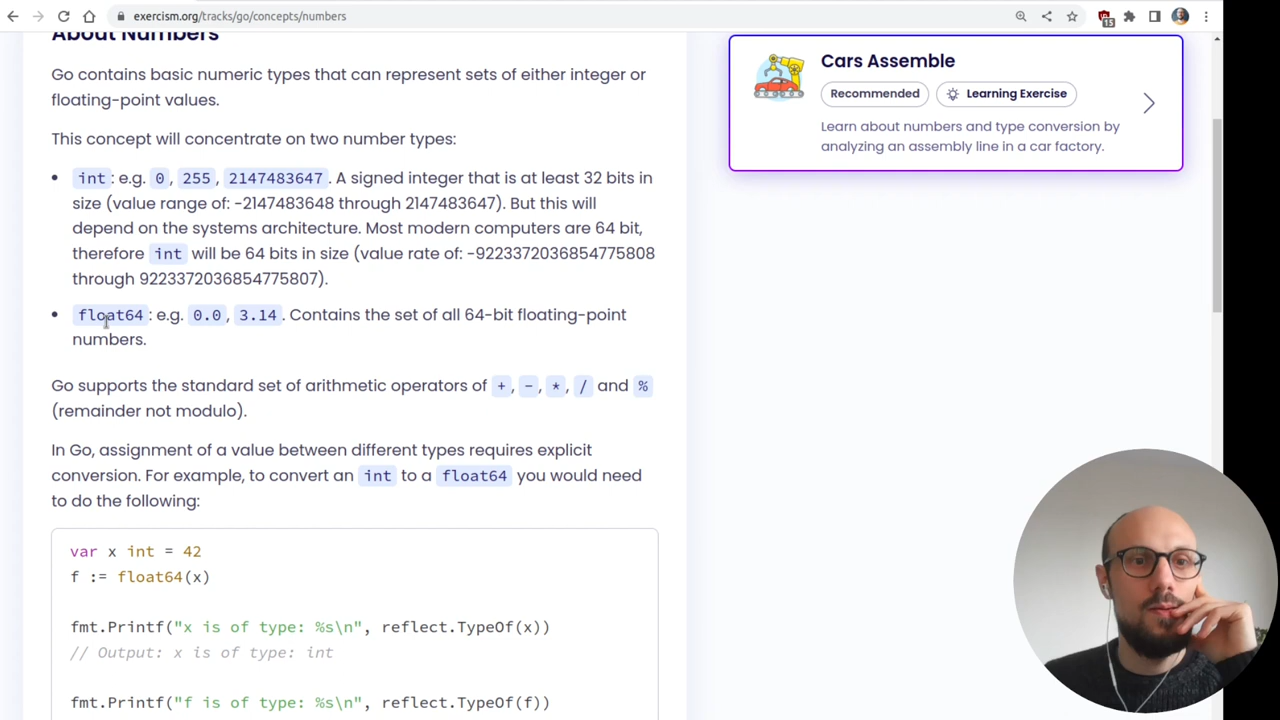 exercism.org/tracks/go/concepts/numbers
15
About Numbers
Go contains basic numeric types that can represent sets of either integer or
floating-point values.
This concept will concentrate on two number types:
int: e.g. 0, 255, 2147483647. A signed integer that is at least 32 bits in
size (value range of: -2147483648 through 2147483647). But this will
depend on the systems architecture. Most modern computers are 64 bit,
therefore int will be 64 bits in size (value rate of: -9223372036854775808
through 9223372036854775807).
float64: e.g. 0.0, 3.14. Contains the set of all 64-bit floating-point
numbers.
Go supports the standard set of arithmetic operators of +, -, *, / and %
(remainder not modulo).
In Go, assignment of a value between different types requires explicit
conversion. For example, to convert an int to a float64 you would need
to do the following:
var x int = 42
f := float64(x)
fmt.Printf("x is of type: %s\n", reflect.TypeOf(x))
// Output: x is of type: int
fmt.Printf("f is of type: %s\n", reflect.TypeOf(f))
Cars Assemble
Recommended
Learning Exercise
Learn about numbers and type conversion by
analyzing an assembly line in a car factory.